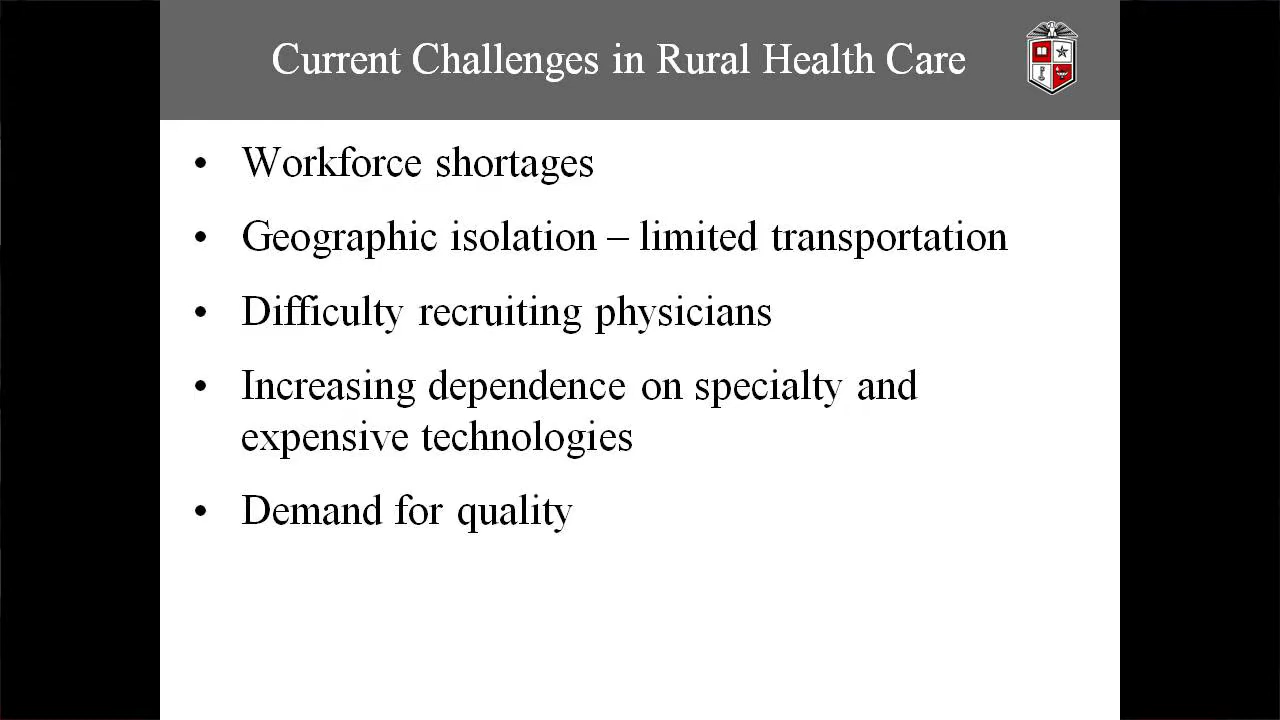 Current Challenges in Rural Health Care
• Workforce shortages
• Geographic isolation – limited transportation
• Difficulty recruiting physicians
• Increasing dependence on specialty and
expensive technologies
• Demand for quality